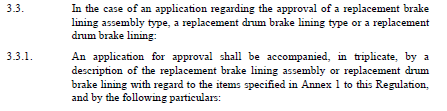 3.3. In the case of an application regarding the approval of a replacement brake
lining assembly type, a replacement drum brake lining type or a replacement
drum brake lining:
3.3.1. An application for approval shall be accompanied, in triplicate, by a
description of the replacement brake lining assembly or replacement drum
brake lining with regard to the items specified in Annex 1 to this Regulation,
and by the following particulars: